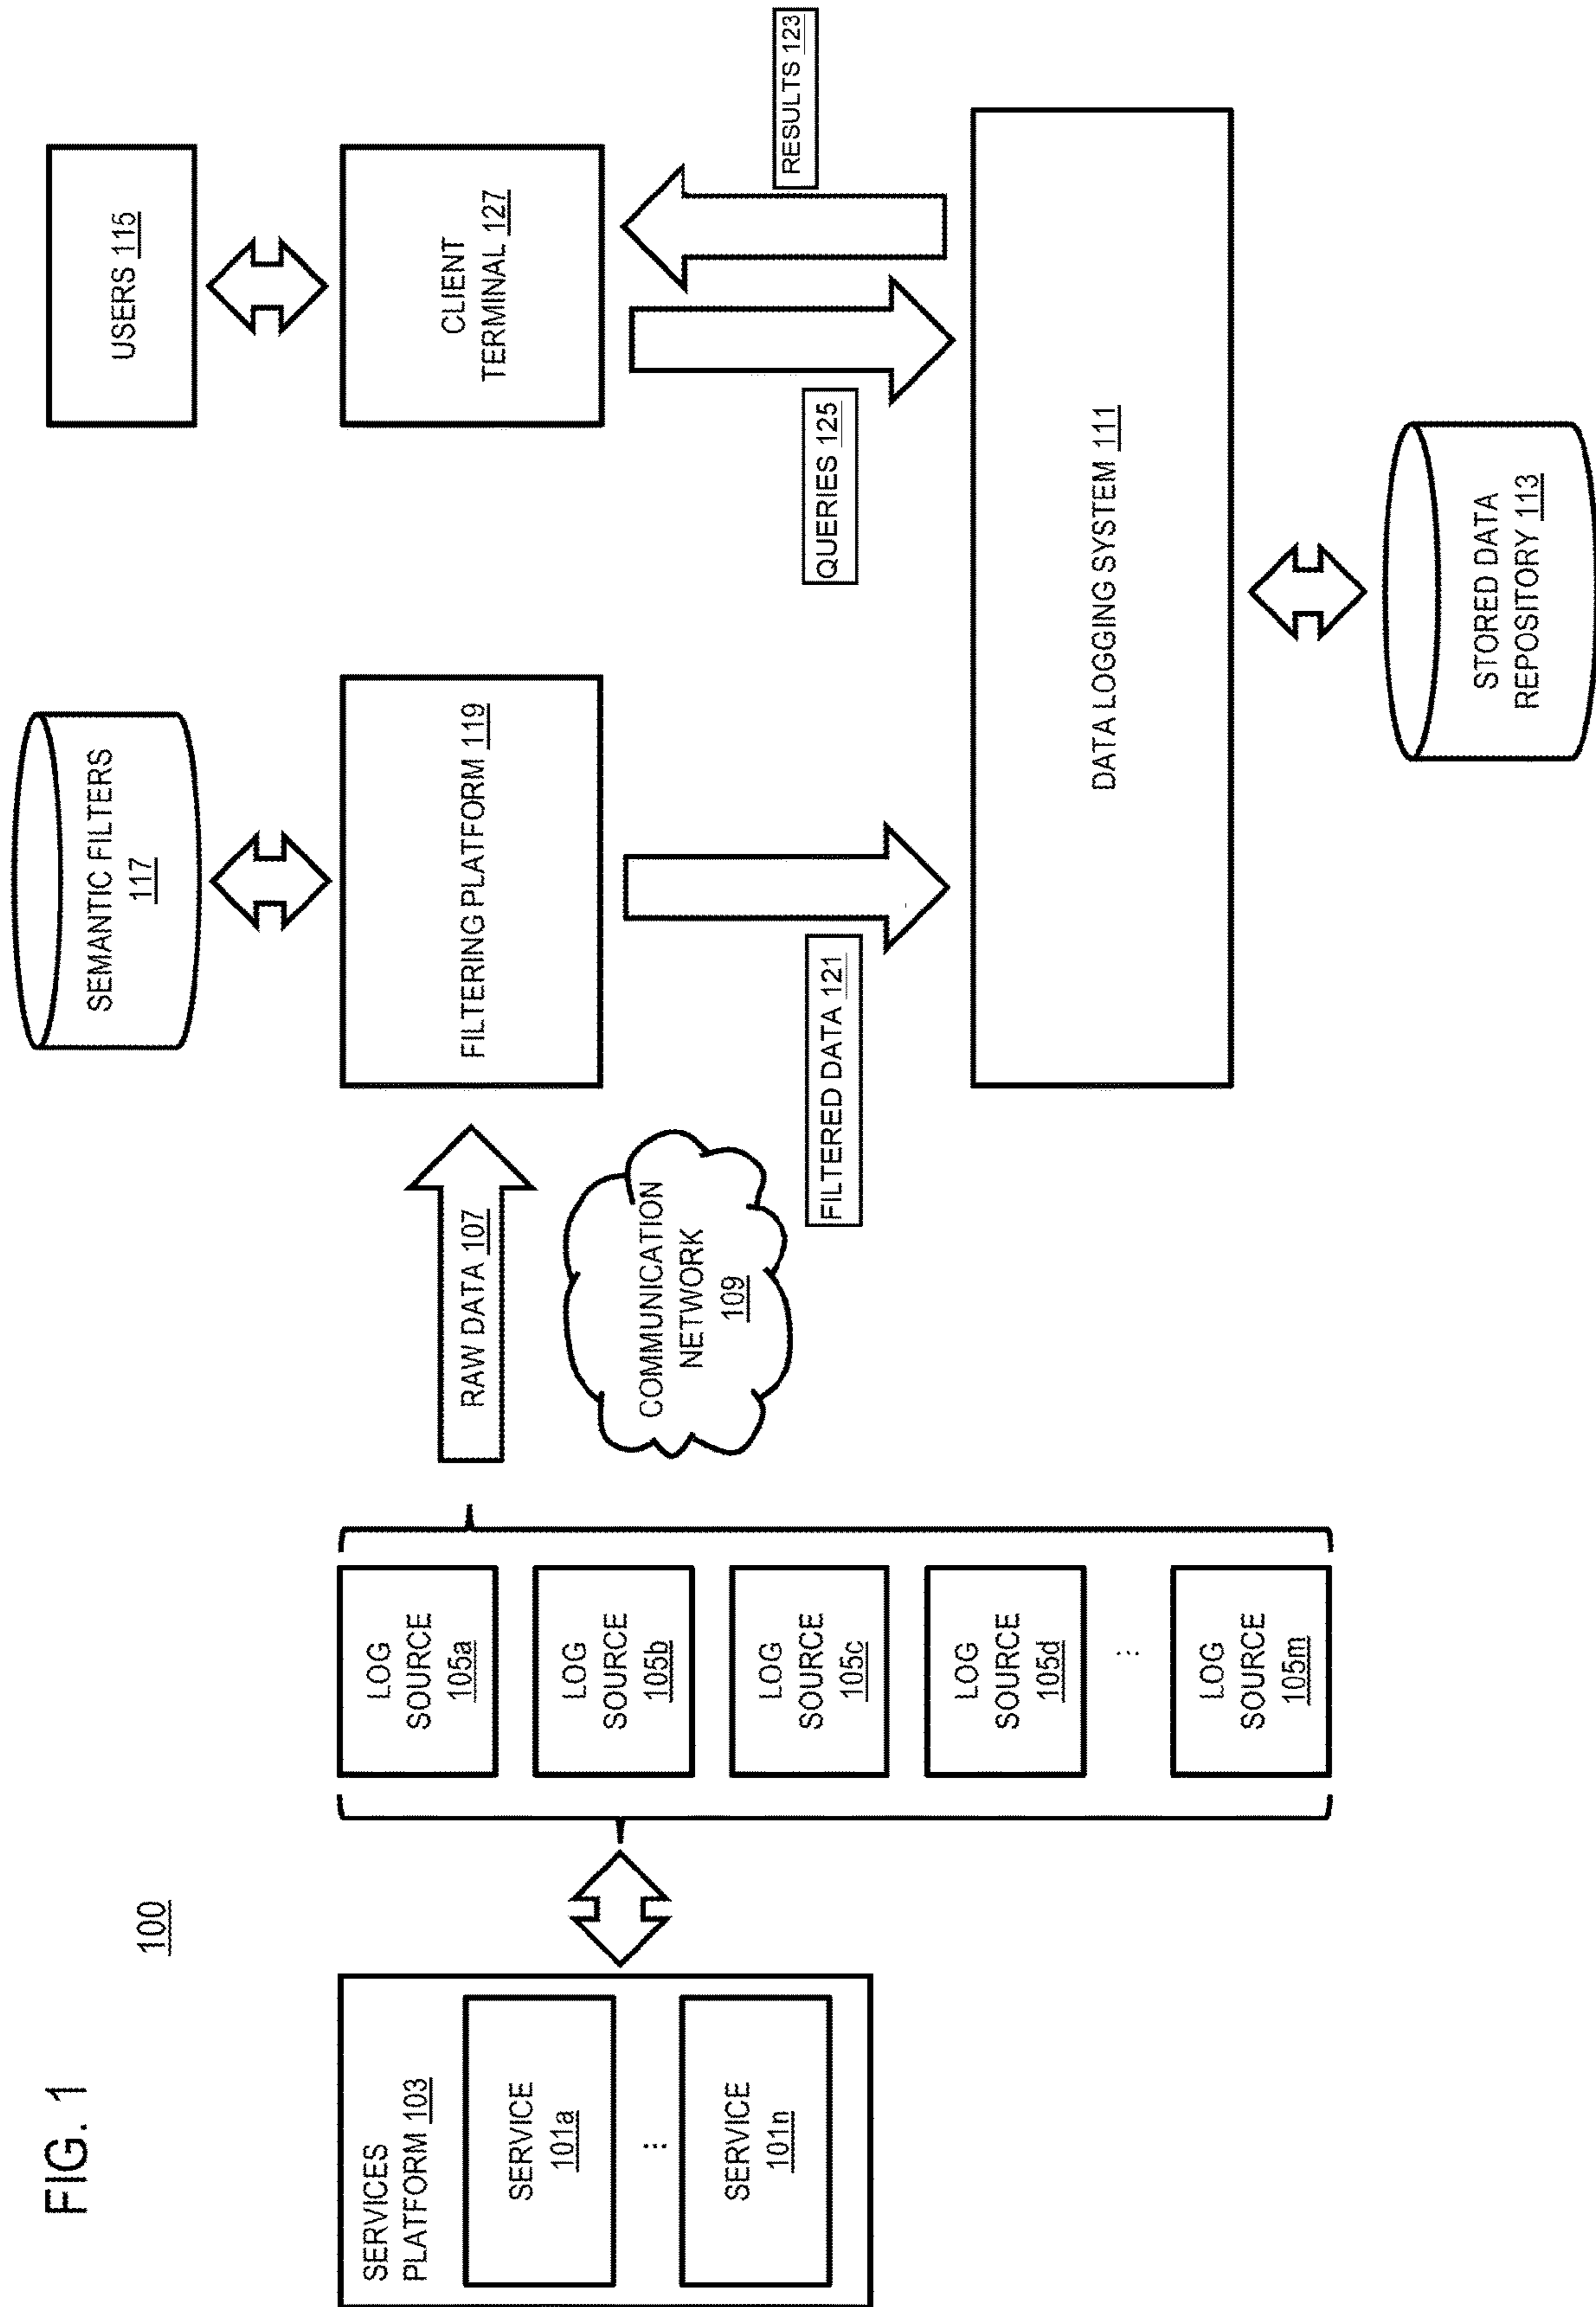 FIG. 1
100
SERVICES
PLATFORM 103
SERVICE
101a
...
SERVICE
101n
LOG
SOURCE
105a
LOG
SOURCE
105b
LOG
SOURCE
105c
LOG
SOURCE
105d
...
LOG
SOURCE
105m
RAW DATA 107
COMMUNICATION
NETWORK
109
SEMANTIC FILTERS
117
FILTERING PLATFORM 119
FILTERED DATA 121
USERS 115
CLIENT
TERMINAL 127
QUERIES 125
RESULTS 123
DATA LOGGING SYSTEM 111
STORED DATA
REPOSITORY 113